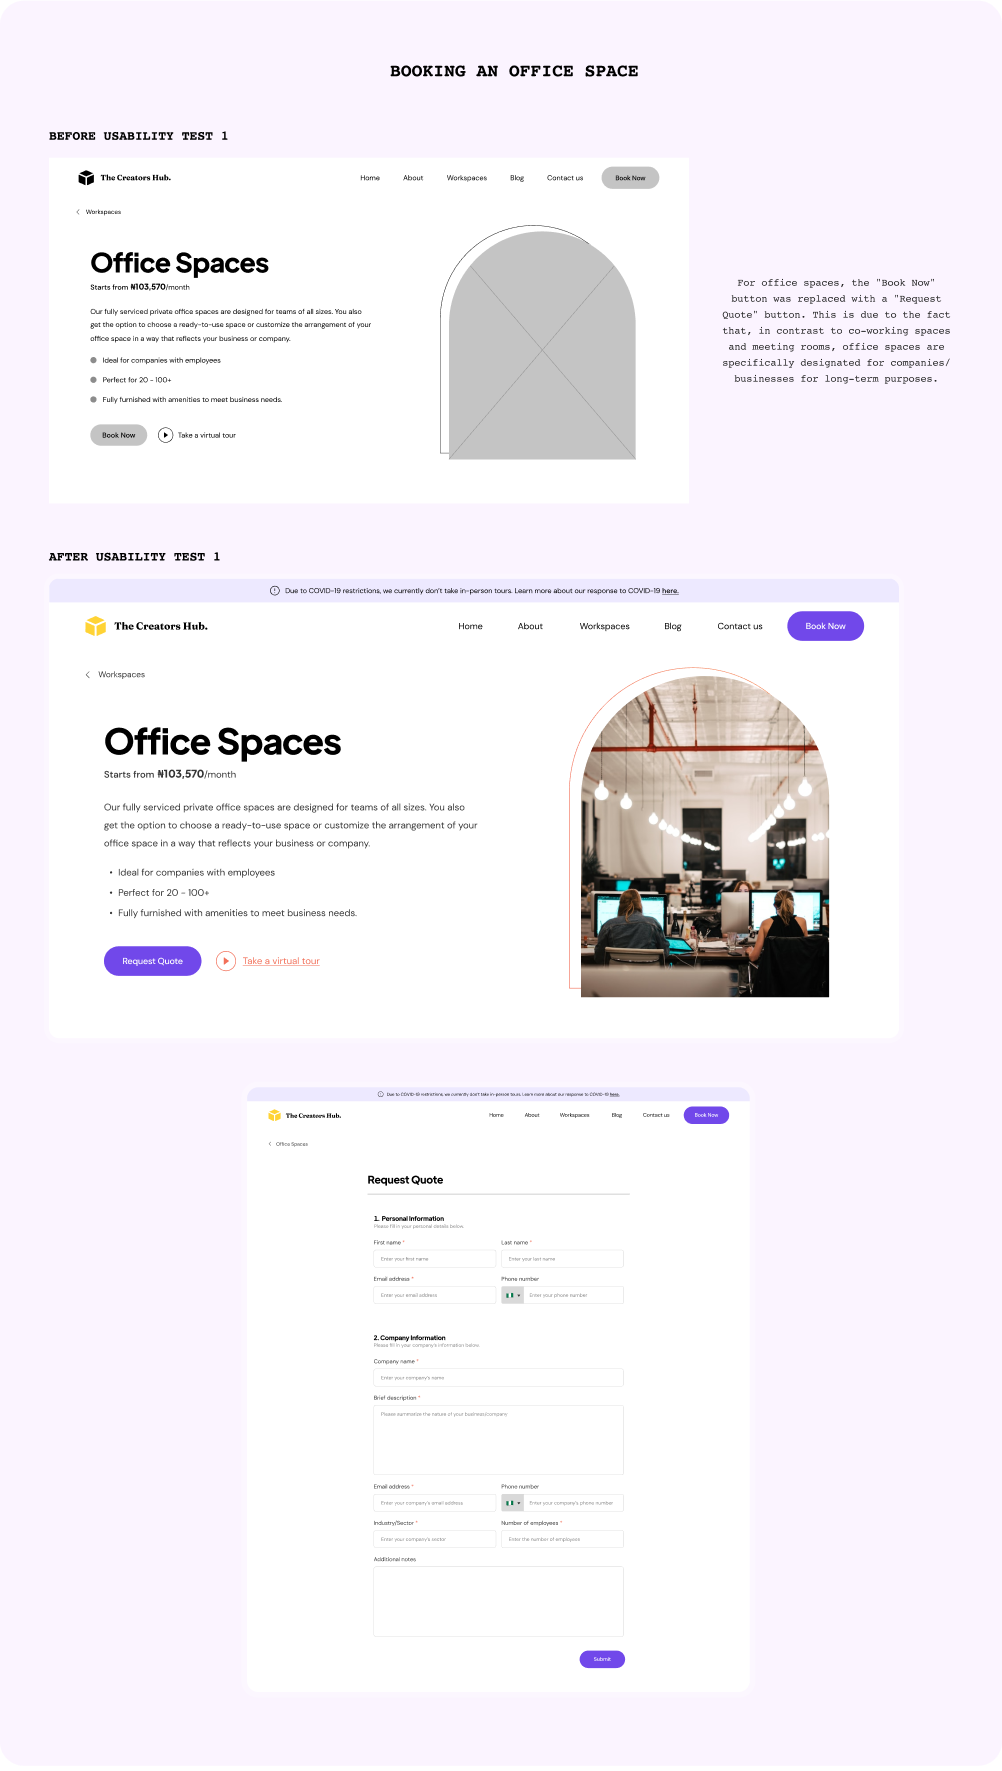 BOOKING AN OFFICE SPACE
BEFORE USABILITY TEST 1
The Creators Hub.
Home
About
Workspaces
Blog
Contact us
Book Now
Workspaces
Office Spaces
Starts from ₦103,570/month
Our fully serviced private office spaces are designed for teams of all sizes. You also
get the option to choose a ready-to-use space or customize the arrangement of your
office space in a way that reflects your business or company.
Ideal for companies with employees
Perfect for 20 - 100+
Fully furnished with amenities to meet business needs.
Book Now
Take a virtual tour
For office spaces, the "Book Now"
button was replaced with a "Request
Quote" button. This is due to the fact
that, in contrast to co-working spaces
and meeting rooms, office spaces are
specifically designated for companies/
businesses for long-term purposes.
AFTER USABILITY TEST 1
Due to COVID-19 restrictions, we currently don't take in-person tours. Learn more about our response to COVID-19 here.
The Creators Hub.
Home
About
Workspaces
Blog
Contact us
Book Now
Workspaces
Office Spaces
Starts from ₦103,570/month
Our fully serviced private office spaces are designed for teams of all sizes. You also
get the option to choose a ready-to-use space or customize the arrangement of your
office space in a way that reflects your business or company.
• Ideal for companies with employees
• Perfect for 20 - 100+
• Fully furnished with amenities to meet business needs.
Request Quote
Take a virtual tour
Due to COVID-19 restrictions, we currently don't take in-person tours. Learn more about our response to COVID-19 here.
The Creators Hub.
Home
About
Workspaces
Blog
Contact us
Book Now
Office Spaces
Request Quote
1. Personal Information
Please fill in your personal details below.
First name *
Last name *
Enter your first name
Enter your last name
Email address *
Phone number
Enter your email address
Enter your phone number
2. Company Information
Please fill in your company's information below.
Company name *
Enter your company's name
Brief description *
Please summarize the nature of your business/company
Email address *
Phone number
Enter your company's email address
Enter your company's phone number
Industry/Sector *
Number of employees *
Enter your company's sector
Enter the number of employees
Additional notes
Submit